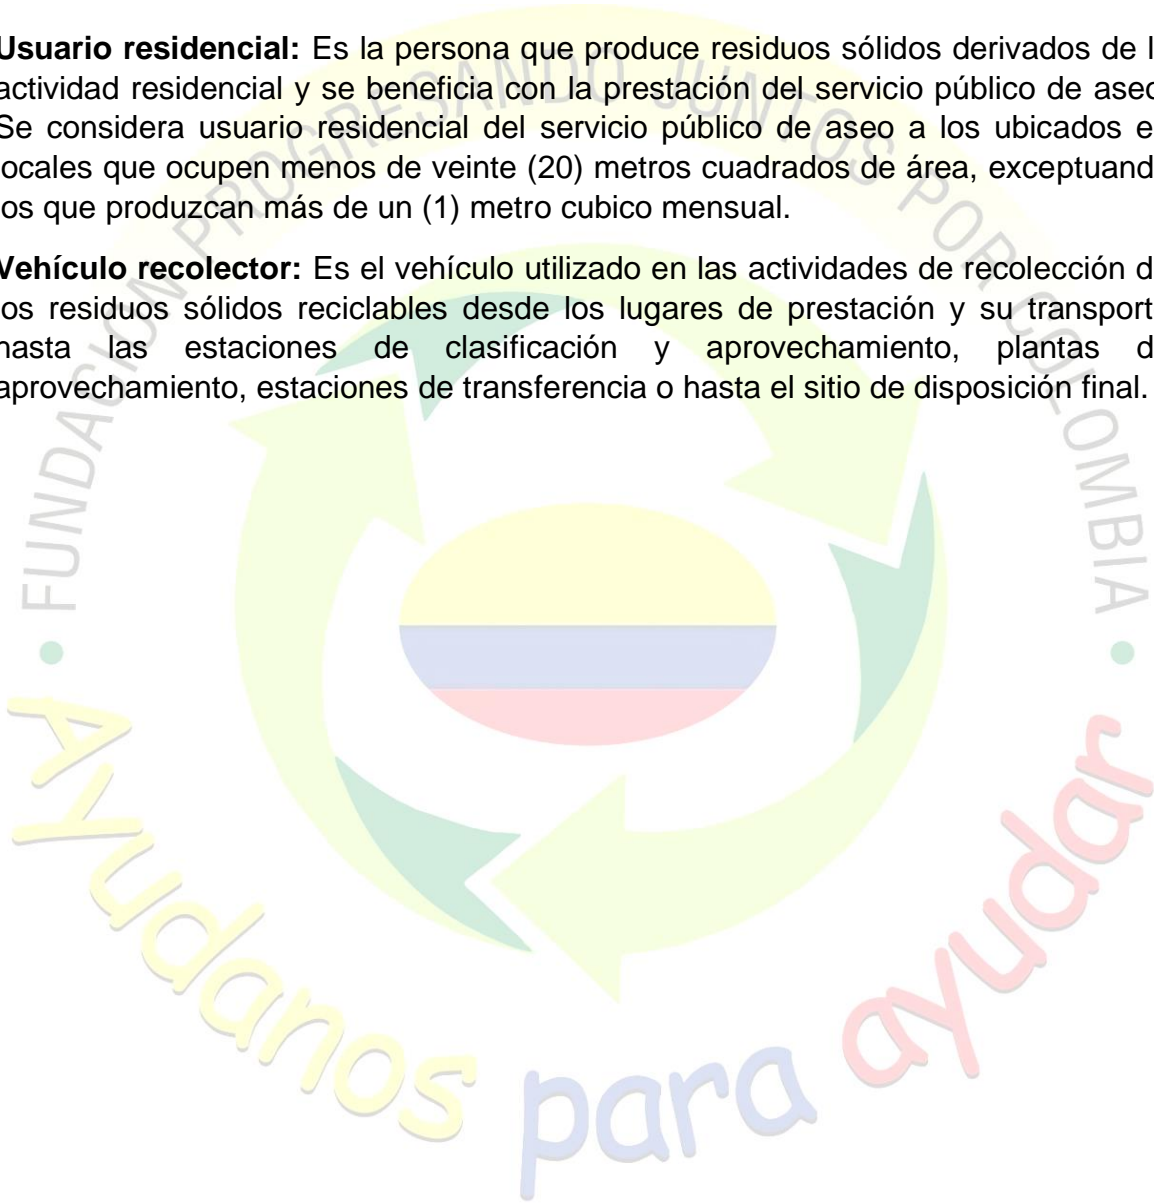 Usuario residencial: Es la persona que produce residuos sólidos derivados de l
actividad residencial y se beneficia con la prestación del servicio público de aseo
Se considera usuario residencial del servicio público de aseo a los ubicados e
locales que ocupen menos de veinte (20) metros cuadrados de área, exceptuand
los que produzcan más de un (1) metro cubico mensual.
Vehículo recolector: Es el vehículo utilizado en las actividades de recolección d
los residuos sólidos reciclables desde los lugares de prestación y su transport
hasta las estaciones de clasificación y aprovechamiento, plantas d
aprovechamiento, estaciones de transferencia o hasta el sitio de disposición final.
• FUNDACION PROGRESANDO JUNTOS POR COLOMBIA •
Ayudanos para ayudar